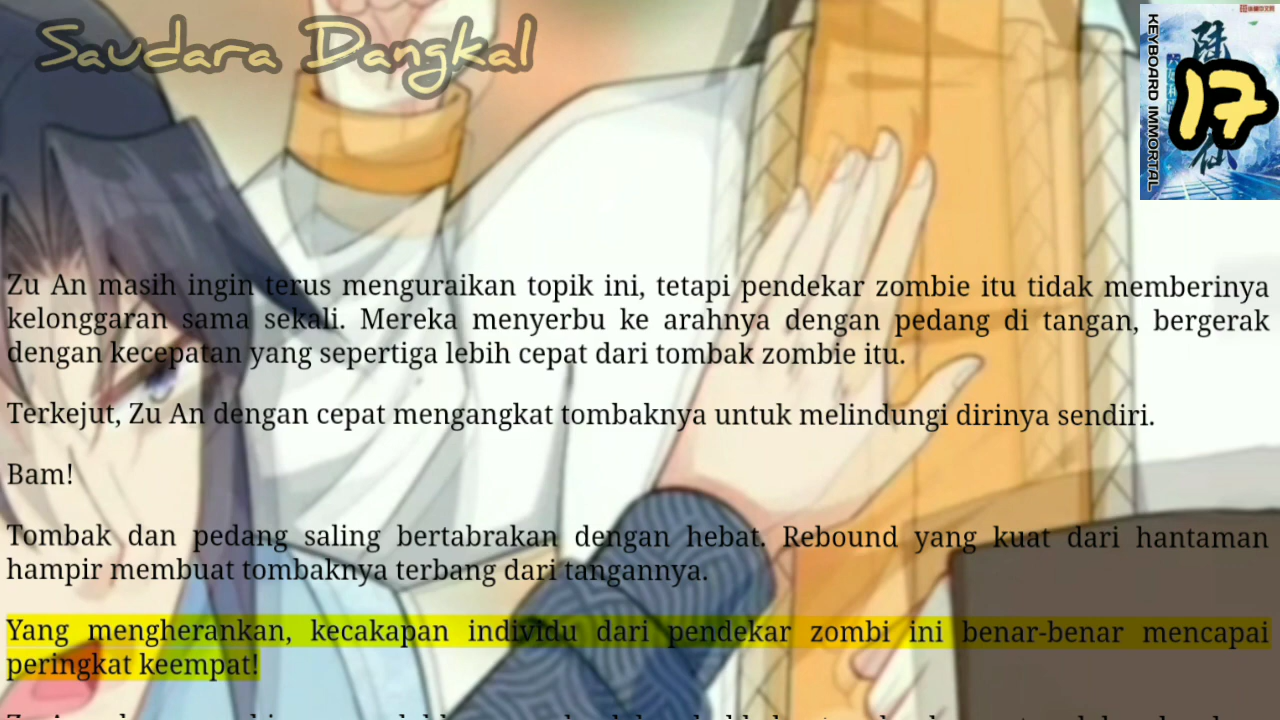 Saudara Dangkal
KEYBOARD IMMORTAL
17
Zu An masih ingin terus menguraikan topik ini, tetapi pendekar zombie itu tidak memberinya
kelonggaran sama sekali. Mereka menyerbu ke arahnya dengan pedang di tangan, bergerak
dengan kecepatan yang sepertiga lebih cepat dari tombak zombie itu.
Terkejut, Zu An dengan cepat mengangkat tombaknya untuk melindungi dirinya sendiri.
Bam!
Tombak dan pedang saling bertabrakan dengan hebat. Rebound yang kuat dari hantaman
hampir membuat tombaknya terbang dari tangannya.
Yang mengherankan, kecakapan individu dari pendekar zombi ini benar-benar mencapai
peringkat keempat!